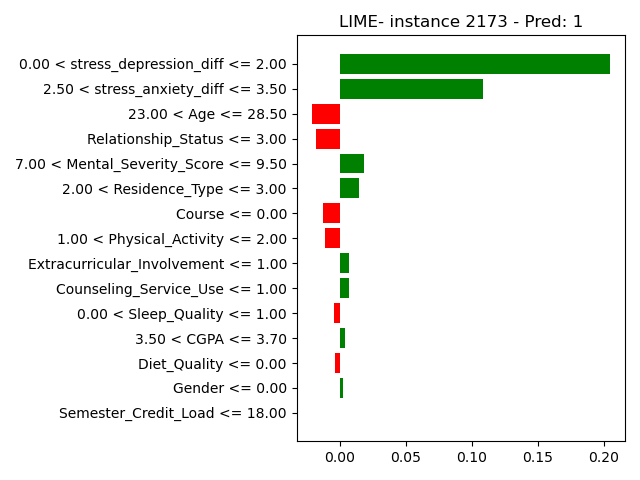 LIME- instance 2173 - Pred: 1
0.00 < stress_depression_diff <= 2.00
2.50 < stress_anxiety_diff <= 3.50
23.00 < Age <= 28.50
Relationship_Status <= 3.00
7.00 < Mental_Severity_Score <= 9.50
2.00 < Residence_Type <= 3.00
Course <= 0.00
1.00 < Physical_Activity <= 2.00
Extracurricular_Involvement <= 1.00
Counseling_Service_Use <= 1.00
0.00 < Sleep_Quality <= 1.00
3.50 < CGPA <= 3.70
Diet_Quality <= 0.00
Gender <= 0.00
Semester_Credit_Load <= 18.00
0.00 0.05 0.10 0.15 0.20